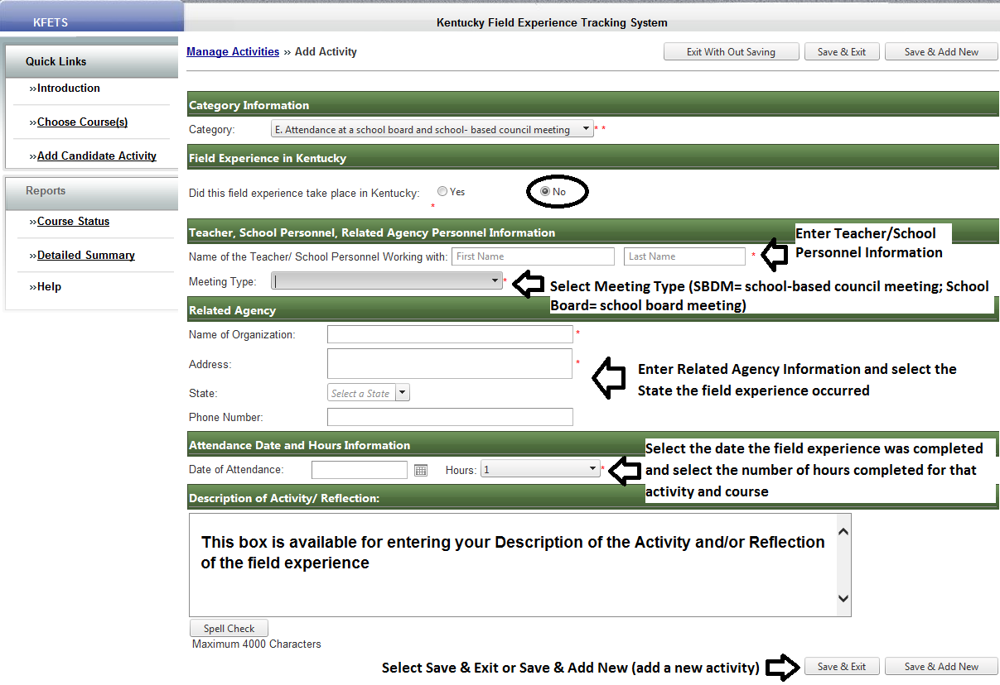 KFETS
Kentucky Field Experience Tracking System
Quick Links
»Introduction
»Choose Course(s)
»Add Candidate Activity
Reports
»Course Status
»Detailed Summary
»Help
Manage Activities » Add Activity
Exit With Out Saving
Save & Exit
Save & Add New
Category Information
Category: E. Attendance at a school board and school- based council meeting * *
Field Experience in Kentucky
Did this field experience take place in Kentucky: Yes No
*
Teacher, School Personnel, Related Agency Personnel Information
Enter Teacher/School
Personnel Information
Name of the Teacher/ School Personnel Working with: First Name Last Name *
Meeting Type: *
Select Meeting Type (SBDM= school-based council meeting; School
Board= school board meeting)
Related Agency
Name of Organization: *
Address: *
State: Select a State
Phone Number:
Enter Related Agency Information and select the
State the field experience occurred
Attendance Date and Hours Information
Date of Attendance: Hours: 1 *
Select the date the field experience was completed
and select the number of hours completed for that
activity and course
Description of Activity/ Reflection:
This box is available for entering your Description of the Activity and/or Reflection
of the field experience
Spell Check
Maximum 4000 Characters
Select Save & Exit or Save & Add New (add a new activity)
Save & Exit
Save & Add New